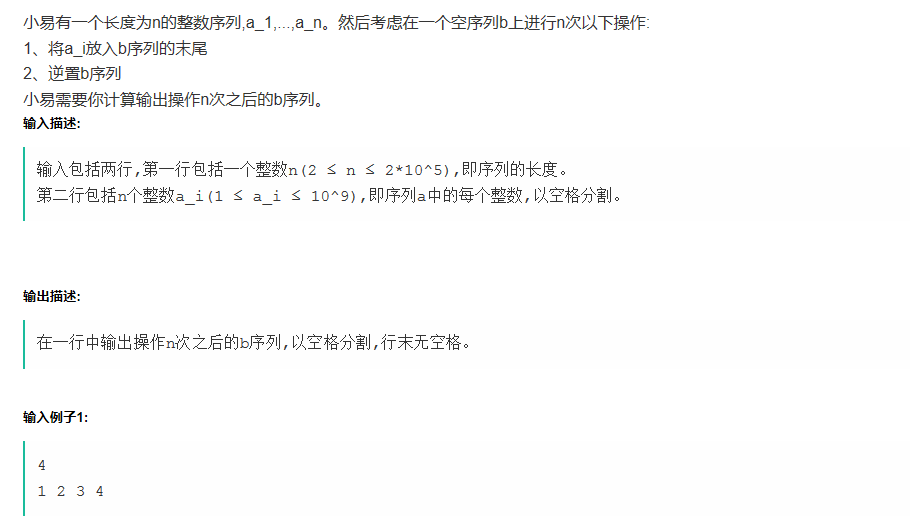 小易有一个长度为n的整数序列,a_1,...,a_n。然后考虑在一个空序列b上进行n次以下操作:
1、将a_i放入b序列的末尾
2、逆置b序列
小易需要你计算输出操作n次之后的b序列。
输入描述:
输入包括两行,第一行包括一个整数n(2 ≤ n ≤ 2*10^5),即序列的长度。
第二行包括n个整数a_i(1 ≤ a_i ≤ 10^9),即序列a中的每个整数,以空格分割。
输出描述:
在一行中输出操作n次之后的b序列,以空格分割,行末无空格。
输入例子1:
4
1 2 3 4